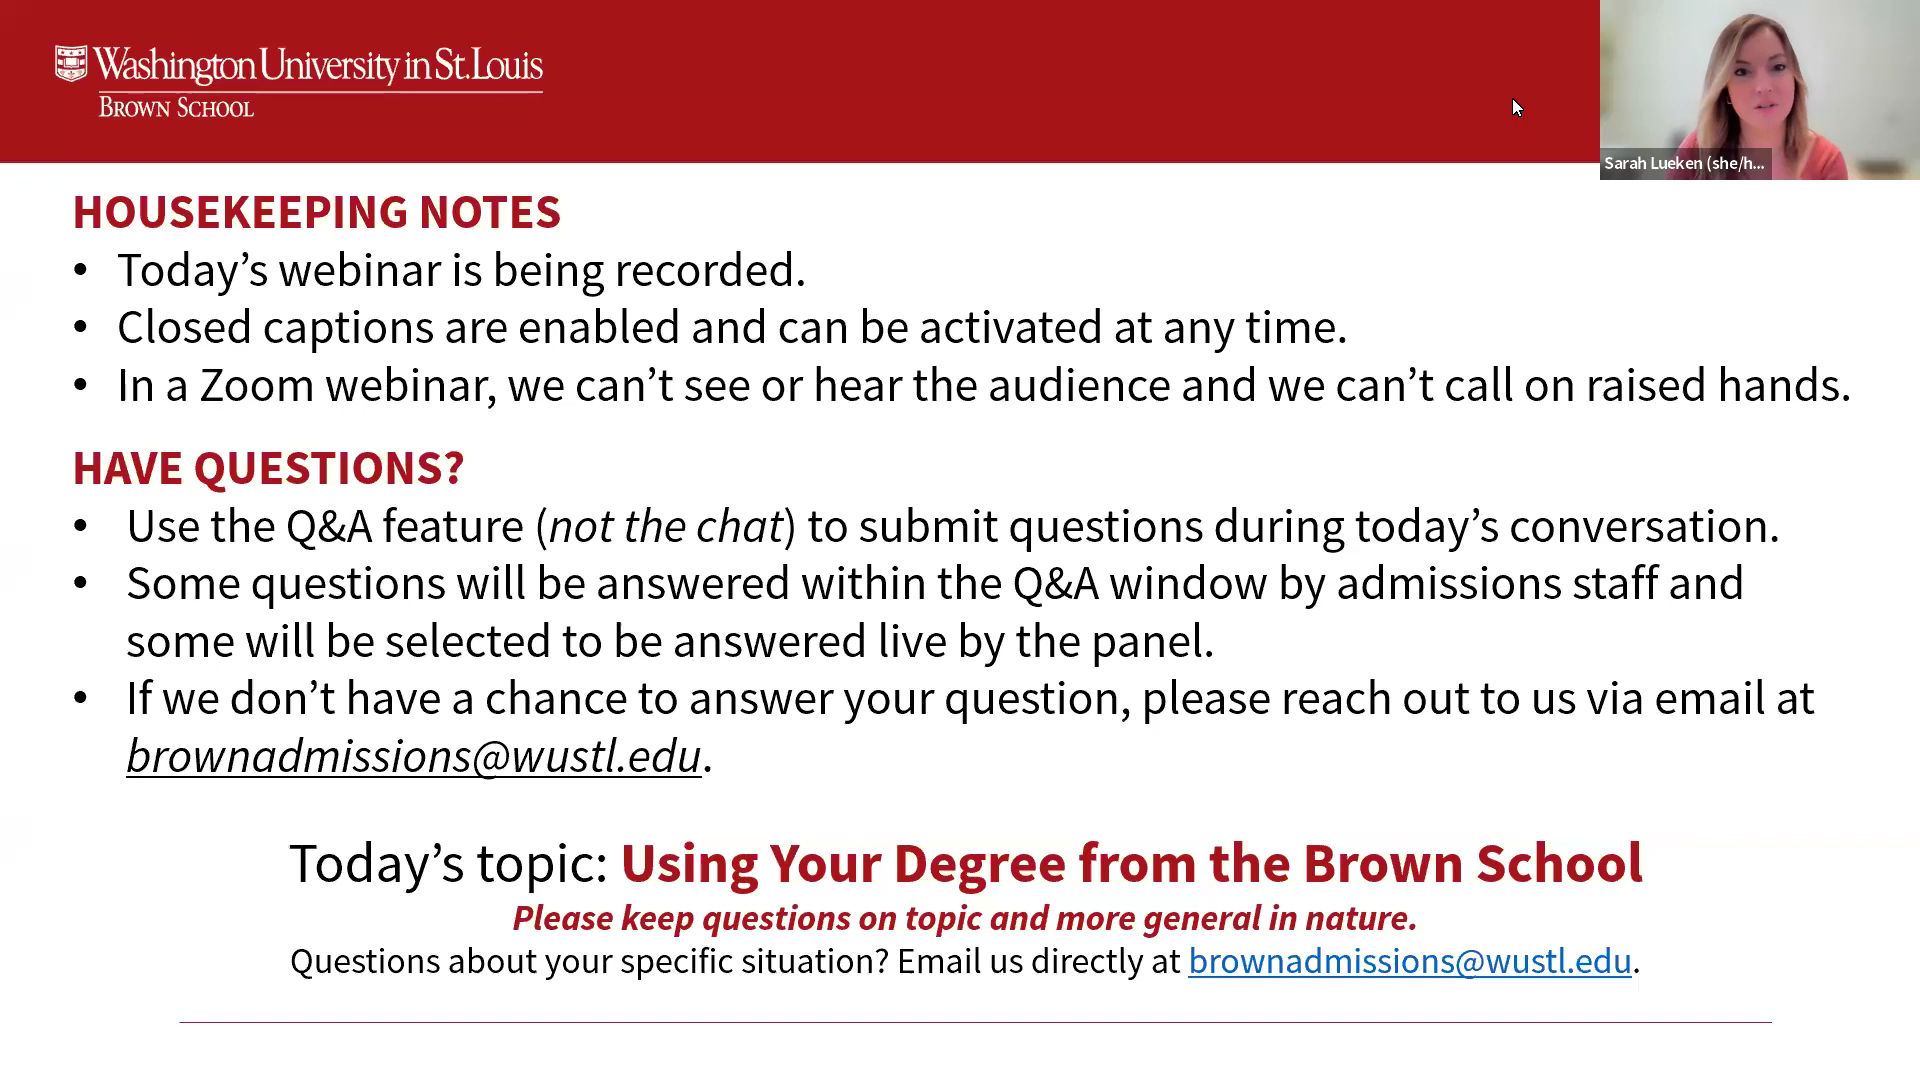 Washington University in St. Louis
BROWN SCHOOL
Sarah Lueken (she/h...
HOUSEKEEPING NOTES
• Today’s webinar is being recorded.
• Closed captions are enabled and can be activated at any time.
• In a Zoom webinar, we can’t see or hear the audience and we can’t call on raised hands.
HAVE QUESTIONS?
• Use the Q&A feature (not the chat) to submit questions during today’s conversation.
• Some questions will be answered within the Q&A window by admissions staff and
some will be selected to be answered live by the panel.
• If we don’t have a chance to answer your question, please reach out to us via email at
brownadmissions@wustl.edu.
Today’s topic: Using Your Degree from the Brown School
Please keep questions on topic and more general in nature.
Questions about your specific situation? Email us directly at brownadmissions@wustl.edu.